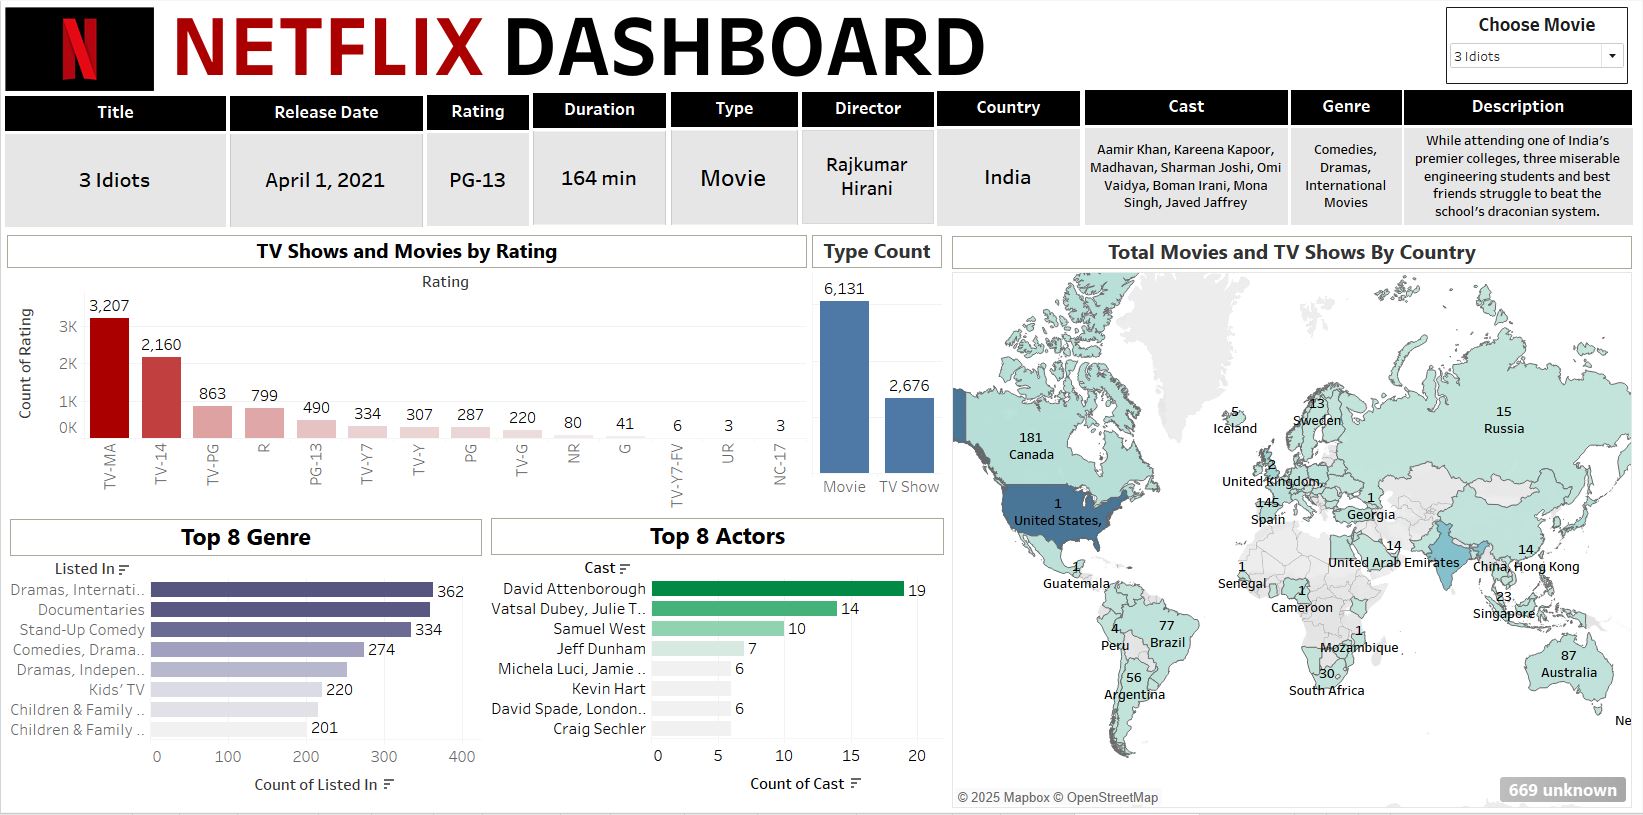 N
NETFLIX DASHBOARD
Choose Movie
3 Idiots
Title
Release Date
Rating
Duration
Type
Director
Country
Cast
Genre
Description
3 Idiots
April 1, 2021
PG-13
164 min
Movie
Rajkumar
Hirani
India
Aamir Khan, Kareena Kapoor,
Madhavan, Sharman Joshi, Omi
Vaidya, Boman Irani, Mona
Singh, Javed Jaffrey
Comedies,
Dramas,
International
Movies
While attending one of India’s
premier colleges, three miserable
engineering students and best
friends struggle to beat the
school’s draconian system.
TV Shows and Movies by Rating
Rating
Count of Rating
3K
2K
1K
0K
3,207
2,160
863
799
490
334
307
287
220
80
41
6
3
3
TV-MA
TV-14
TV-PG
R
PG-13
TV-Y7
TV-Y
PG
TV-G
NR
G
TV-Y7-FV
UR
NC-17
Type Count
6,131
2,676
Movie
TV Show
Total Movies and TV Shows By Country
5
Iceland
13
Sweden
15
Russia
181
Canada
2
United Kingdom,
1
United States,
145
Spain
1
Georgia
14
United Arab Emirates
14
China, Hong Kong
1
Guatemala
1
Senegal
1
Cameroon
23
Singapore
4
Peru
77
Brazil
1
Mozambique
87
Australia
56
Argentina
30
South Africa
Ne
669 unknown
© 2025 Mapbox © OpenStreetMap
Top 8 Genre
Listed In
Dramas, Internati.. 362
Documentaries
Stand-Up Comedy 334
Comedies, Drama.. 274
Dramas, Indepen..
Kids’ TV 220
Children & Family ..
Children & Family .. 201
0 100 200 300 400
Count of Listed In
Top 8 Actors
Cast
David Attenborough 19
Vatsal Dubey, Julie T.. 14
Samuel West 10
Jeff Dunham 7
Michela Luci, Jamie .. 6
Kevin Hart
David Spade, London.. 6
Craig Sechler
0 5 10 15 20
Count of Cast